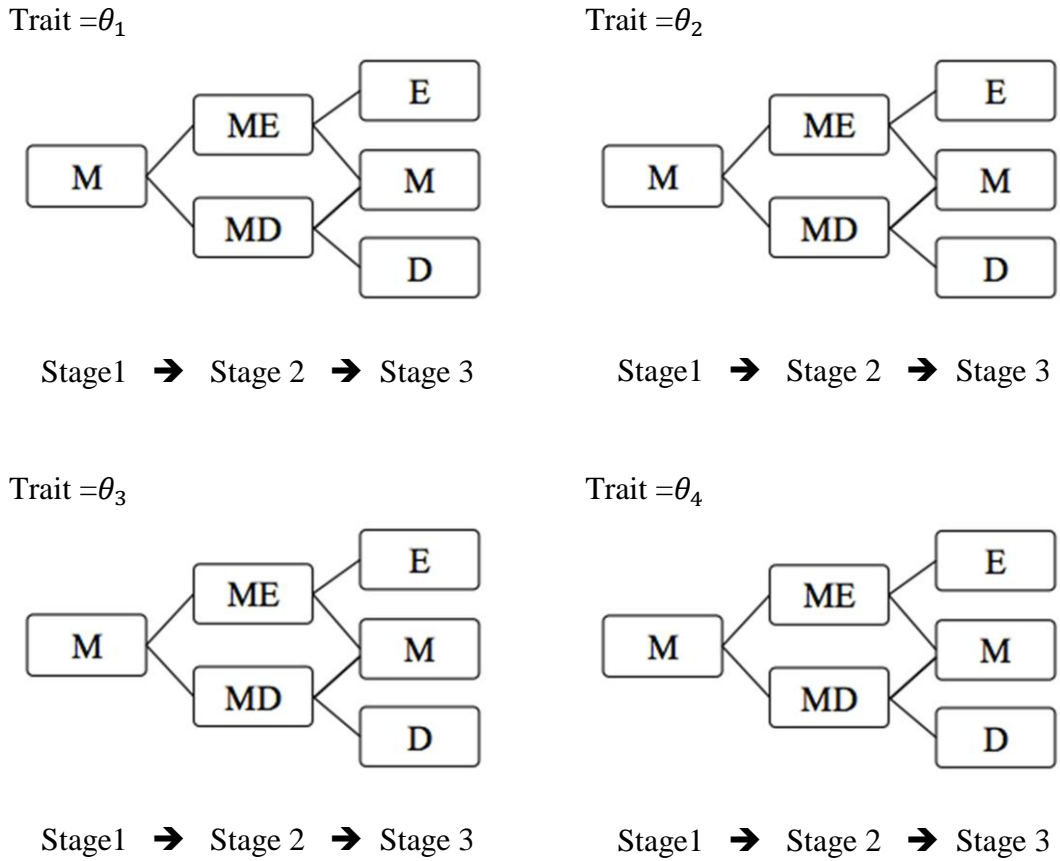 Trait =θ₁
E
ME
M
M
MD
D
Stage1 ➔ Stage 2 ➔ Stage 3
Trait =θ₂
E
ME
M
M
MD
D
Stage1 ➔ Stage 2 ➔ Stage 3
Trait =θ₃
E
ME
M
M
MD
D
Stage1 ➔ Stage 2 ➔ Stage 3
Trait =θ₄
E
ME
M
M
MD
D
Stage1 ➔ Stage 2 ➔ Stage 3